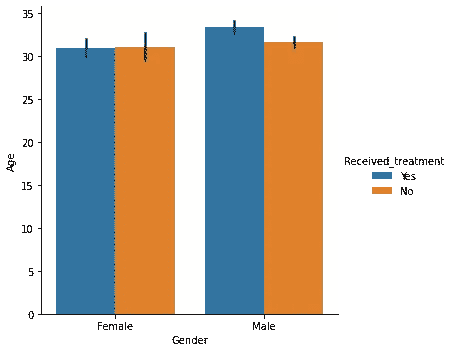 35
30
25
20
15
10
5
0
Age
Female
Male
Gender
Received_treatment
Yes
No